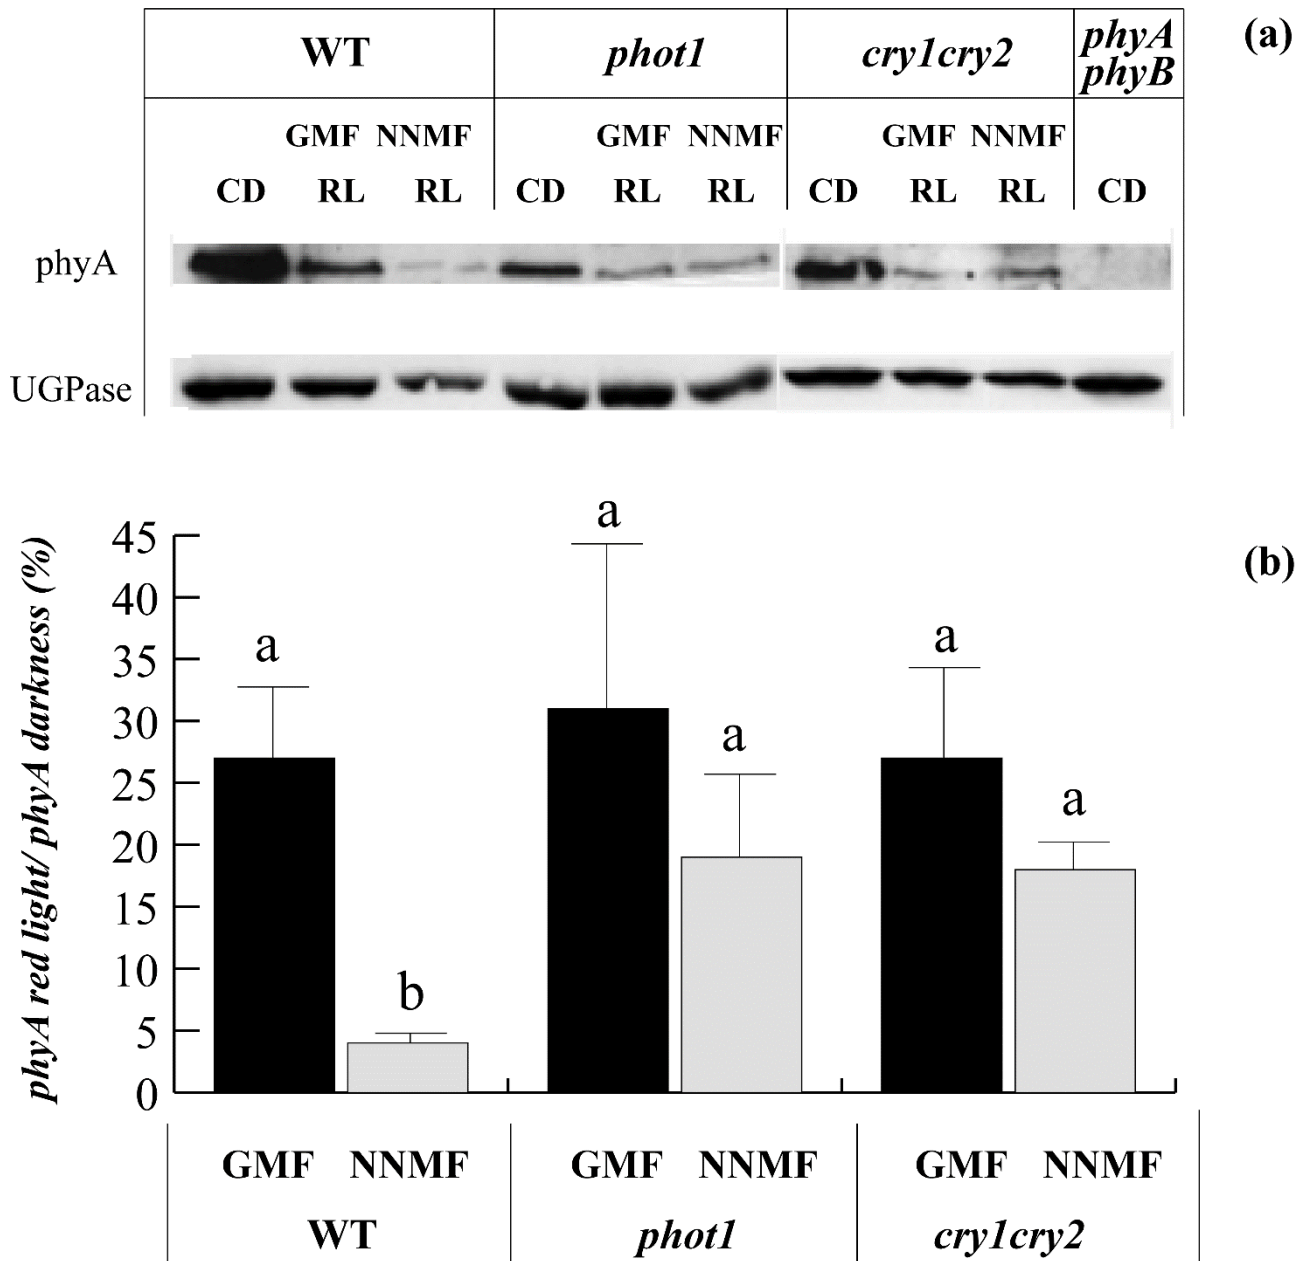 (a)
WT phot1 cry1cry2 phyA phyB
GMF NNMF GMF NNMF GMF NNMF
CD RL RL CD RL RL CD RL RL CD
phyA
UGPase
(b)
phyA red light/ phyA darkness (%)
45
40
35
30
25
20
15
10
5
0
a
b
a
a
a
a
GMF NNMF GMF NNMF GMF NNMF
WT phot1 cry1cry2